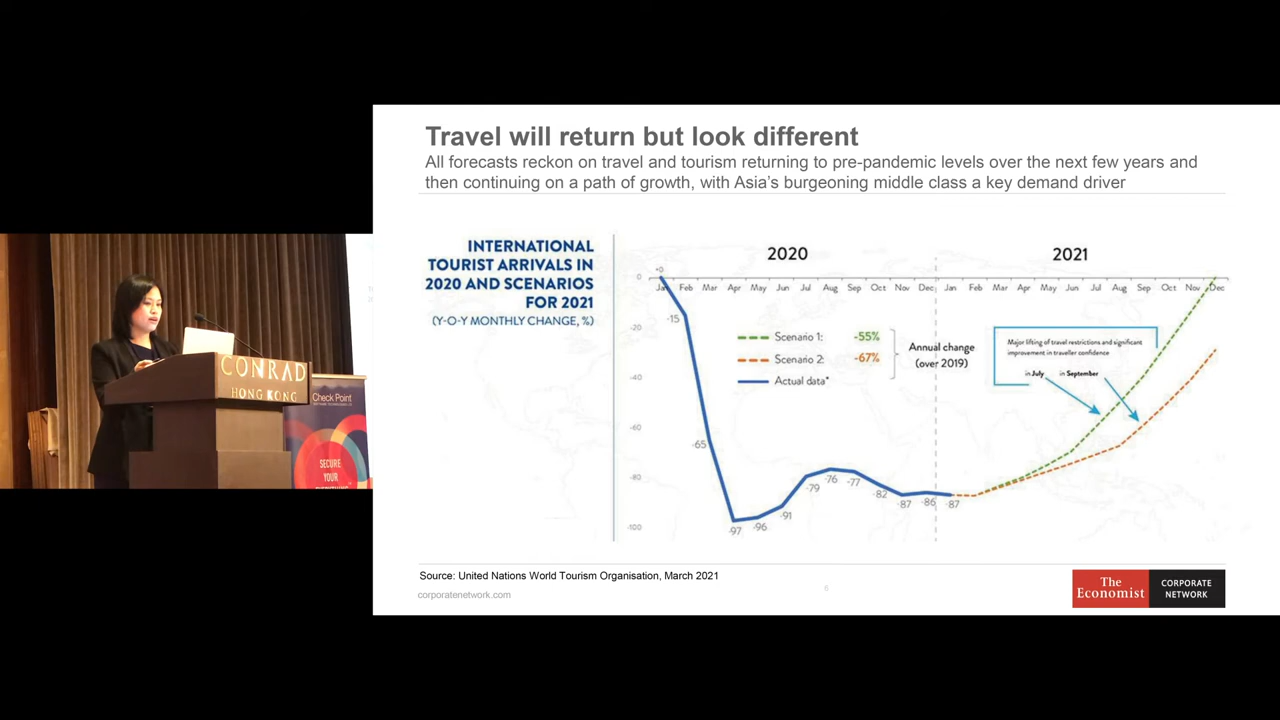 Travel will return but look different
All forecasts reckon on travel and tourism returning to pre-pandemic levels over the next few years and
then continuing on a path of growth, with Asia's burgeoning middle class a key demand driver
INTERNATIONAL
TOURIST ARRIVALS IN
2020 AND SCENARIOS
FOR 2021
(Y-O-Y MONTHLY CHANGE, %)
2020
2021
0
-20
-40
-60
-80
-100
Jan Feb Mar Apr May Jun Jul Aug Sep Oct Nov Dec Jan Feb Mar Apr May Jun Jul Aug Sep Oct Nov Dec
-15
-65
-97
-96
-91
-79
-76
-77
-82
-87
-86
-87
Scenario 1: -55%
Scenario 2: -67%
Actual data*
Annual change
(over 2019)
Major lifting of travel restrictions and significant
improvement in traveller confidence
in July in September
Source: United Nations World Tourism Organisation, March 2021
corporatenetwork.com
6
The
Economist
CORPORATE
NETWORK
CONRAD
HONG KONG
Check Point
SECURE
YOUR